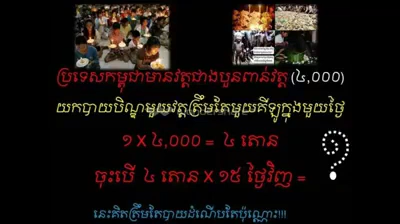 ប្រទេសកម្ពុជាមានវត្តជាងបួនពាន់វត្ត (៤,០០០)
យកបាយបិណ្ឌមួយវត្តត្រឹមតែមួយគីឡូក្នុងមួយថ្ងៃ
១ X ៤,០០០ = ៤ តោន
ចុះបើ ៤ តោន X ១៥ ថ្ងៃវិញ = ?
នេះគិតត្រឹមតែបាយដំណើបតែប៉ុណ្ណោះ!!!